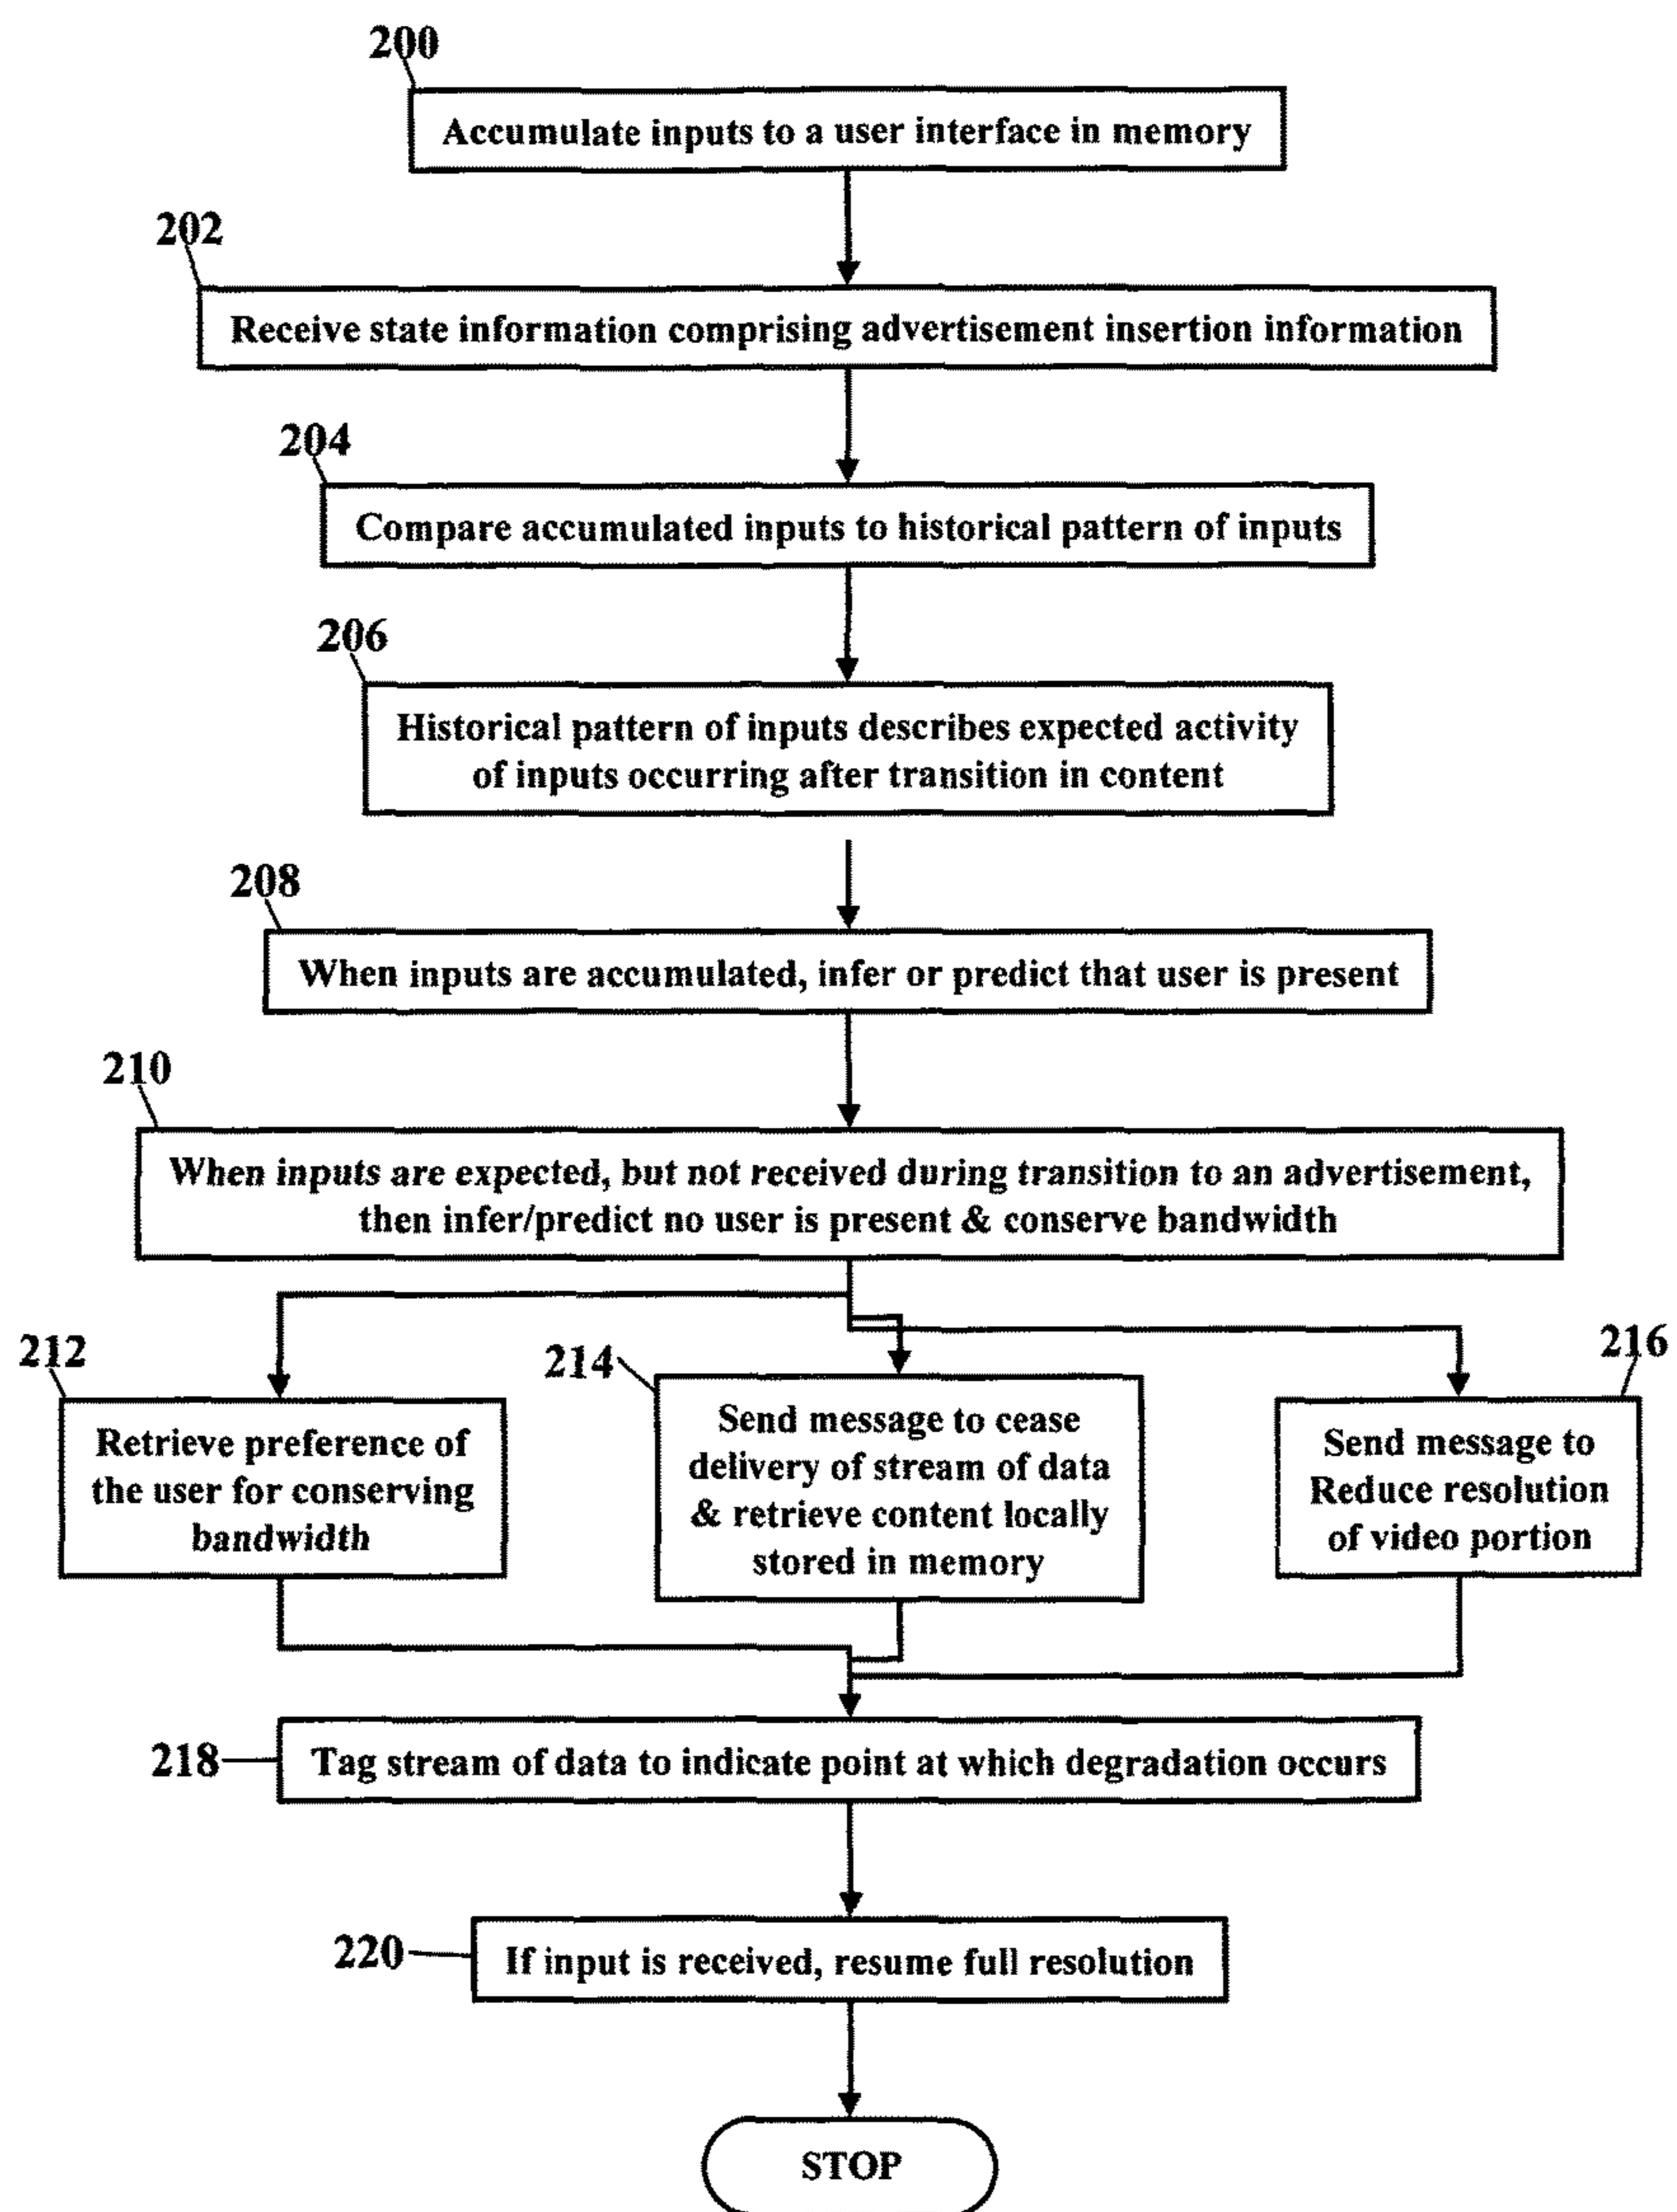 200
Accumulate inputs to a user interface in memory
202
Receive state information comprising advertisement insertion information
204
Compare accumulated inputs to historical pattern of inputs
206
Historical pattern of inputs describes expected activity
of inputs occurring after transition in content
208
When inputs are accumulated, infer or predict that user is present
210
When inputs are expected, but not received during transition to an advertisement,
then infer/predict no user is present & conserve bandwidth
212
Retrieve preference of
the user for conserving
bandwidth
214
Send message to cease
delivery of stream of data
& retrieve content locally
stored in memory
216
Send message to
Reduce resolution
of video portion
218
Tag stream of data to indicate point at which degradation occurs
220
If input is received, resume full resolution
STOP